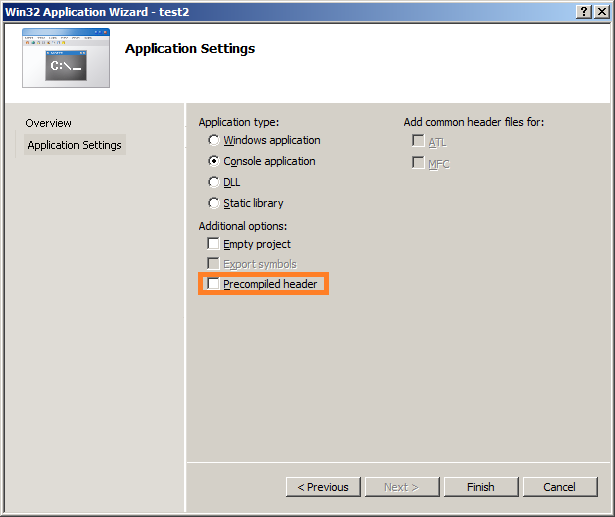 Win32 Application Wizard - test2
C:\_
Application Settings
Overview
Application Settings
Application type:
Windows application
Console application
DLL
Static library
Add common header files for:
ATL
MFC
Additional options:
Empty project
Export symbols
Precompiled header
< Previous
Next >
Finish
Cancel